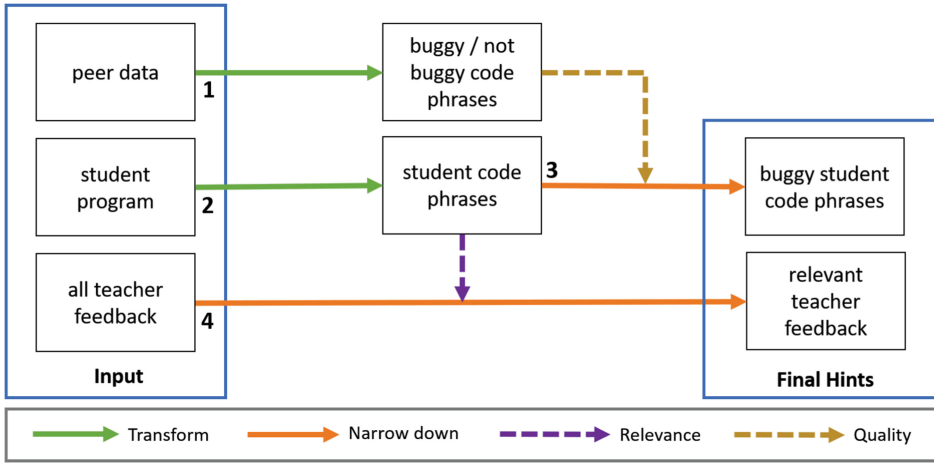 peer data
1
buggy / not
buggy code
phrases
student
program
2
student code
phrases
3
buggy student
code phrases
all teacher
feedback
4
relevant
teacher
feedback
Input
Final Hints
Transform
Narrow down
Relevance
Quality